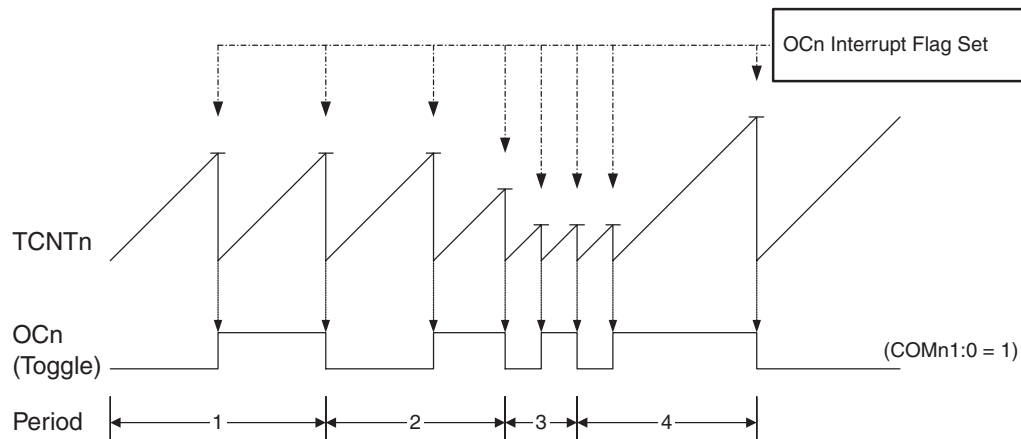 OCn Interrupt Flag Set
TCNTn
OCn
(Toggle)
(COMn1:0 = 1)
Period 1 2 3 4